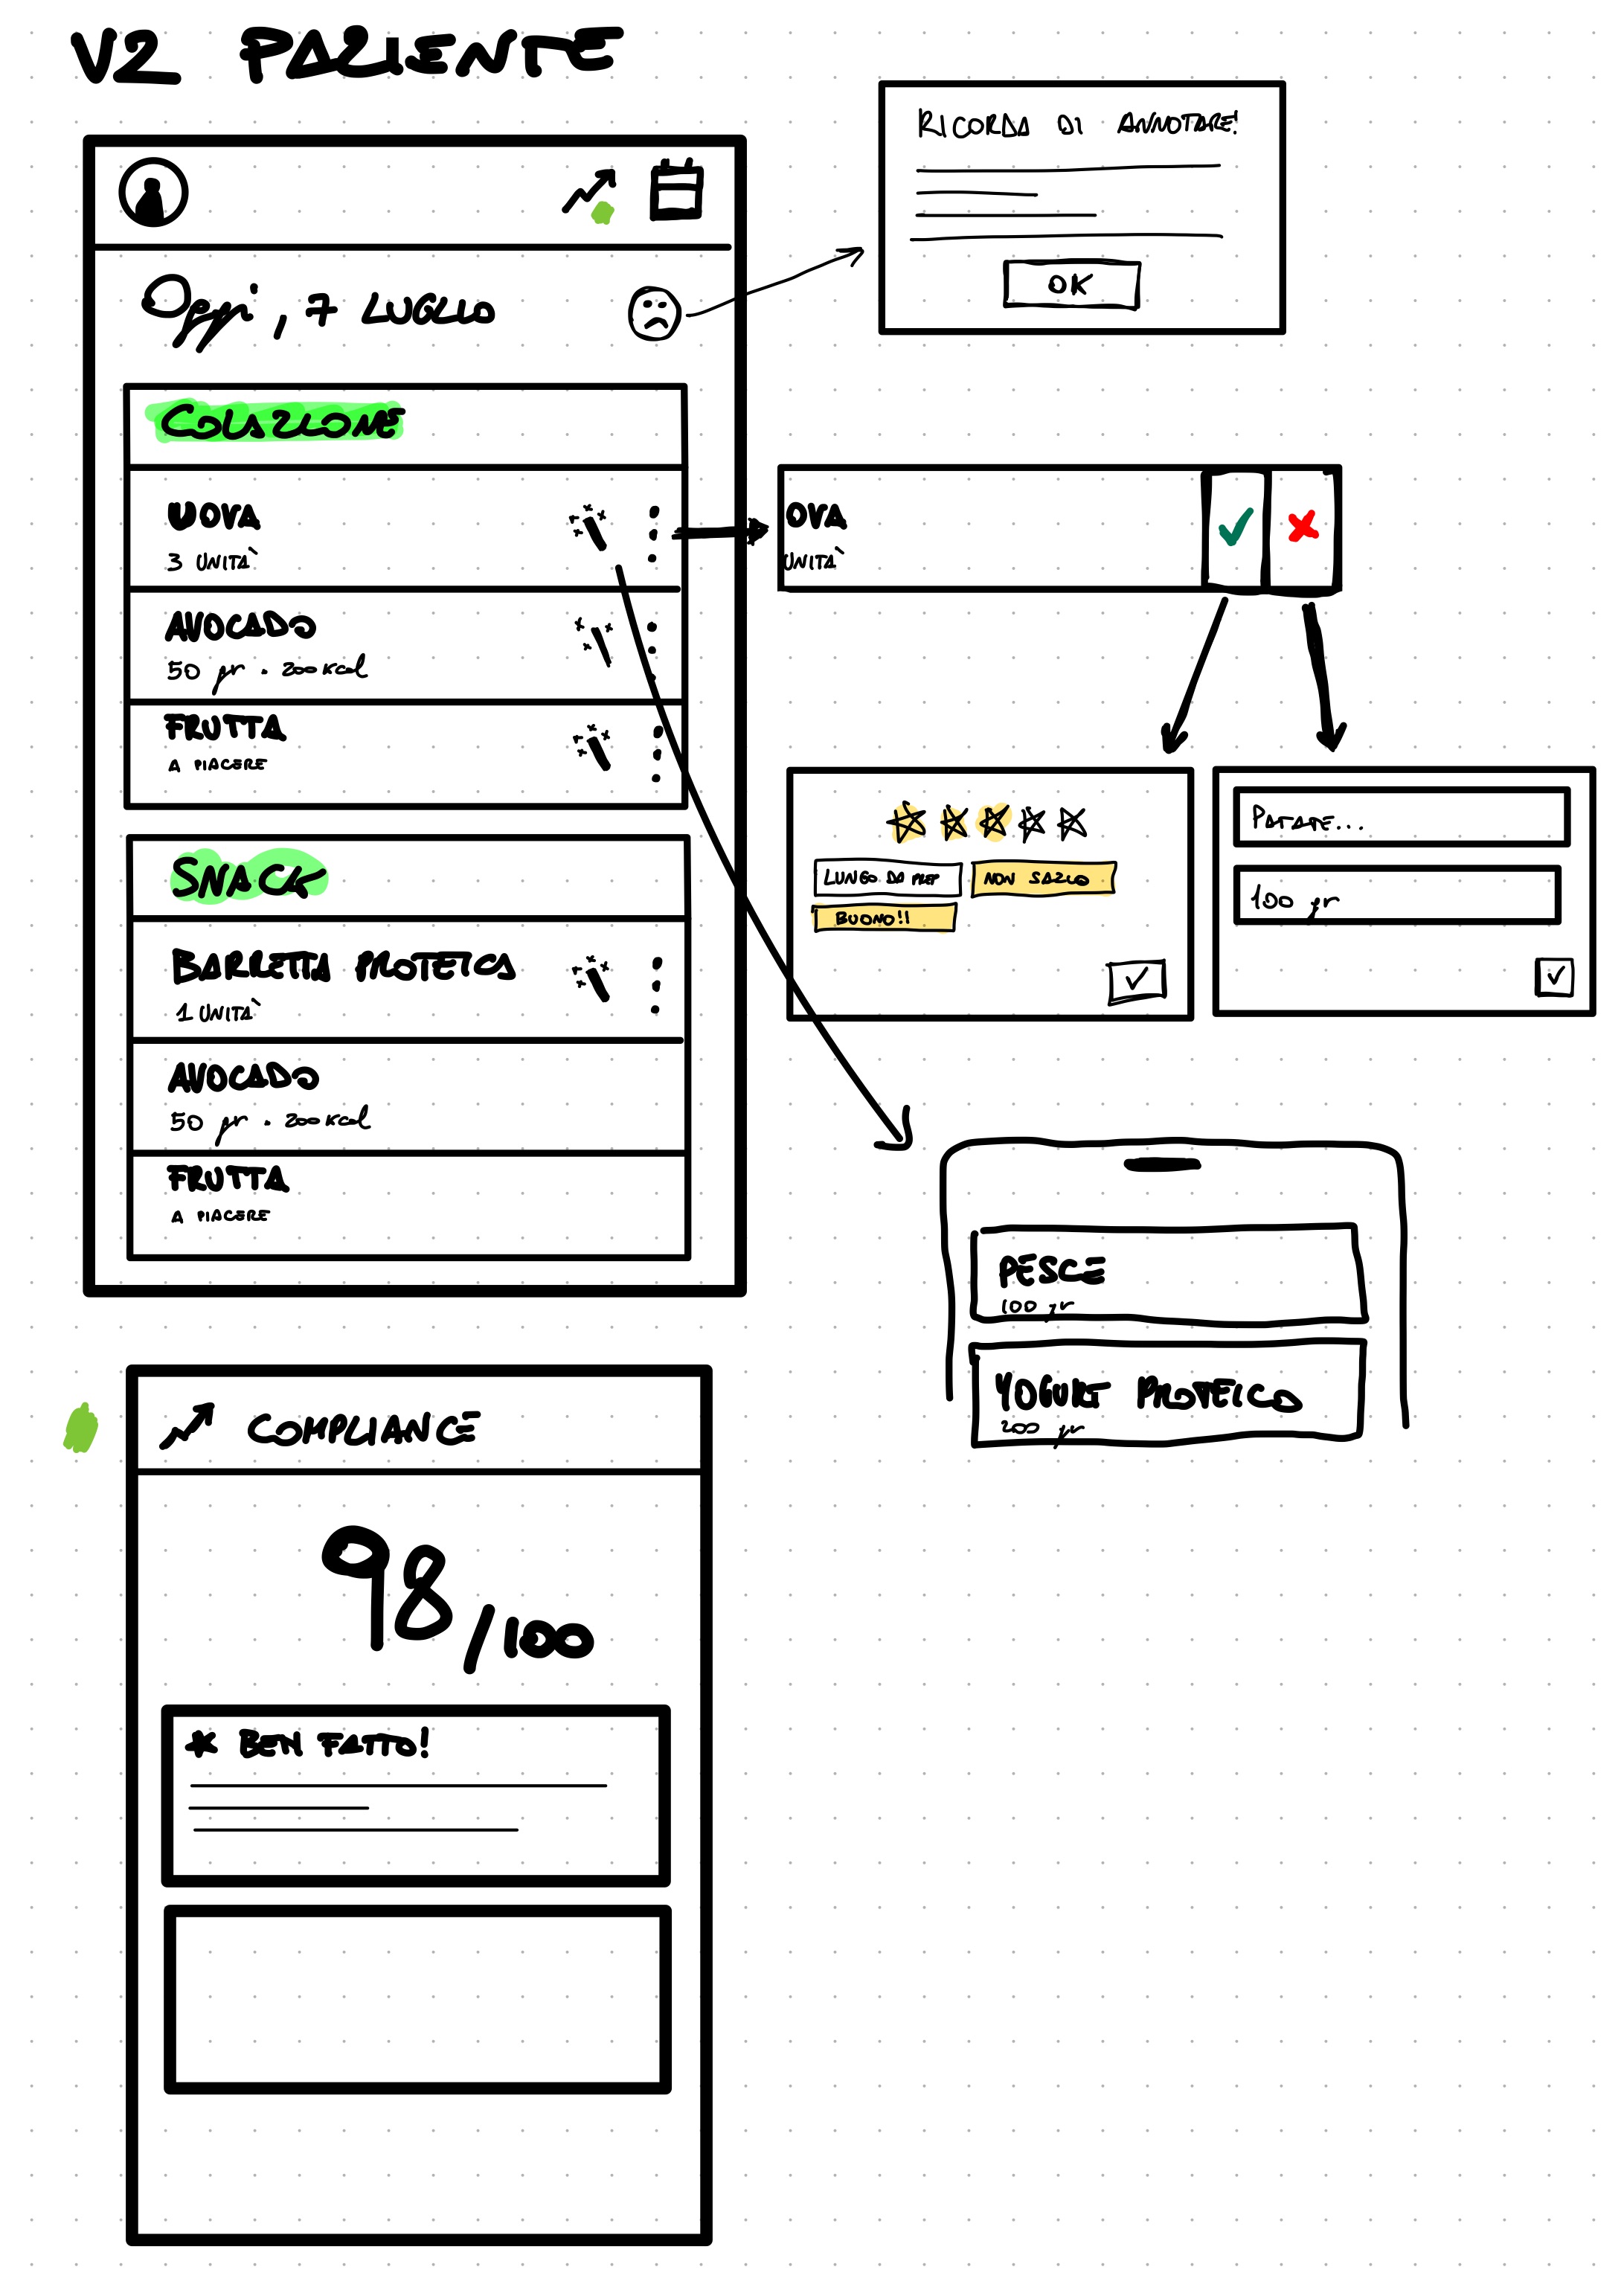 V2 PAZIENTE
Oggi, 7 LUGLIO
COLAZIONE
UOVA
3 UNITÀ
AVOCADO
50 gr . 200 Kcal
FRUTTA
A PIACERE
SNACK
BARRETTA PROTEICA
1 UNITÀ
AVOCADO
50 gr . 200 Kcal
FRUTTA
A PIACERE
RICORDA DI ANNOTARE!
OK
OVA
UNITÀ
LUNGO DA PREP
NON SAZIO
BUONO!!
PATATE...
100 gr
PESCE
100 gr
YOGURT PROTEICO
200 gr
COMPLIANCE
98/100
* BEN FATTO!